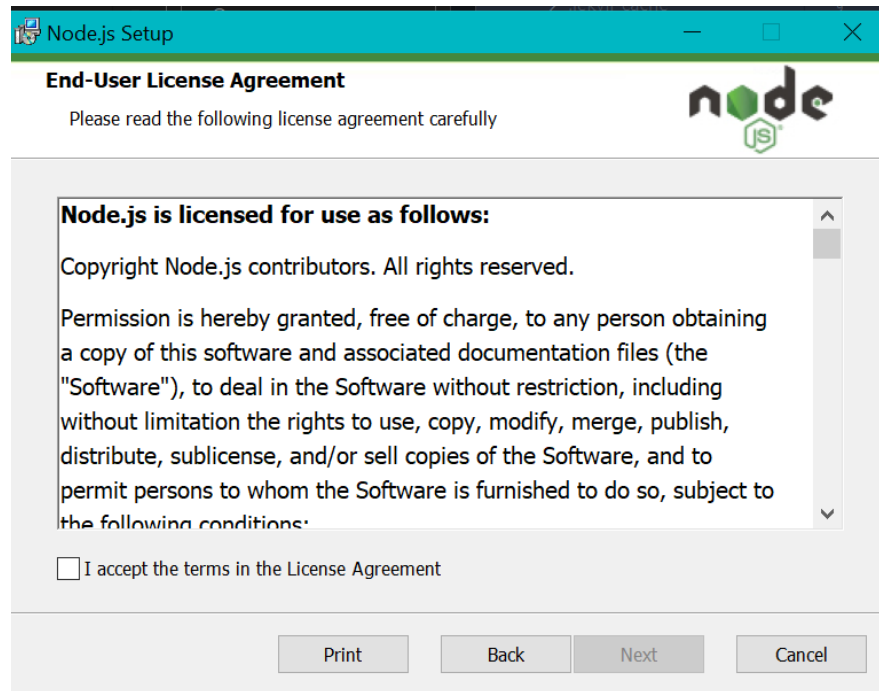 Node.js Setup
End-User License Agreement
Please read the following license agreement carefully
node
JS
Node.js is licensed for use as follows:
Copyright Node.js contributors. All rights reserved.
Permission is hereby granted, free of charge, to any person obtaining
a copy of this software and associated documentation files (the
"Software"), to deal in the Software without restriction, including
without limitation the rights to use, copy, modify, merge, publish,
distribute, sublicense, and/or sell copies of the Software, and to
permit persons to whom the Software is furnished to do so, subject to
the following conditions:
I accept the terms in the License Agreement
Print Back Next Cancel